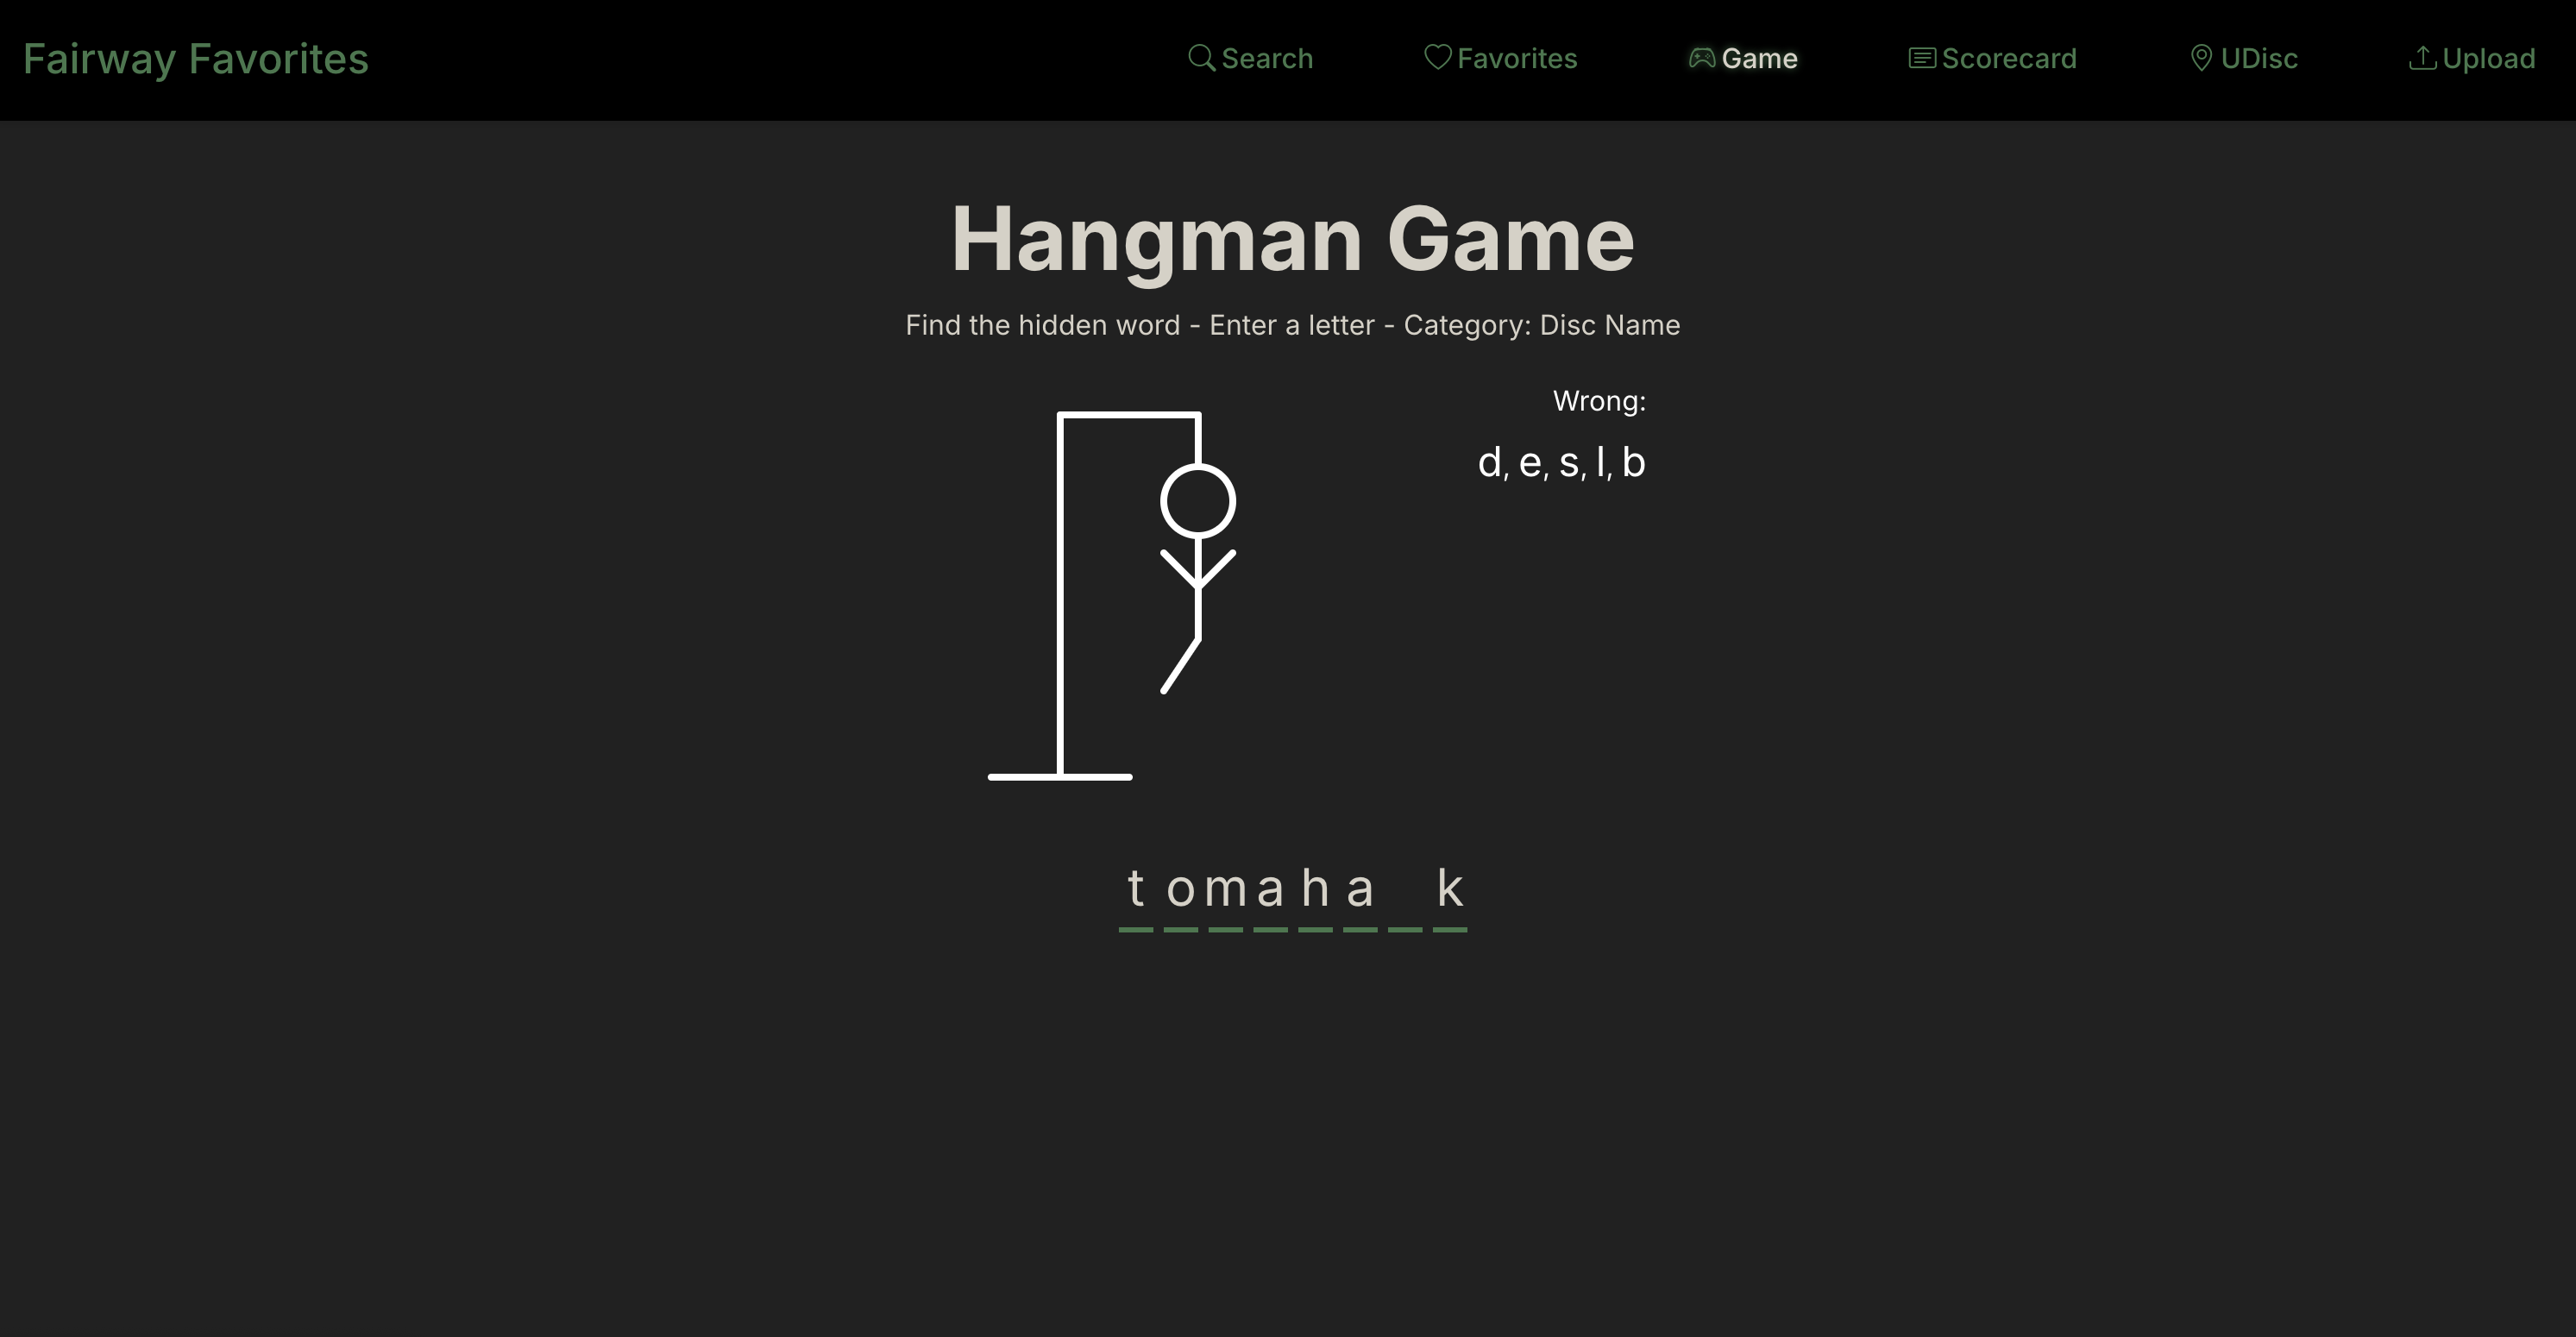 Fairway Favorites
Search Favorites Game Scorecard UDisc Upload
Hangman Game
Find the hidden word - Enter a letter - Category: Disc Name
Wrong:
d, e, s, l, b
t o m a h a _ k